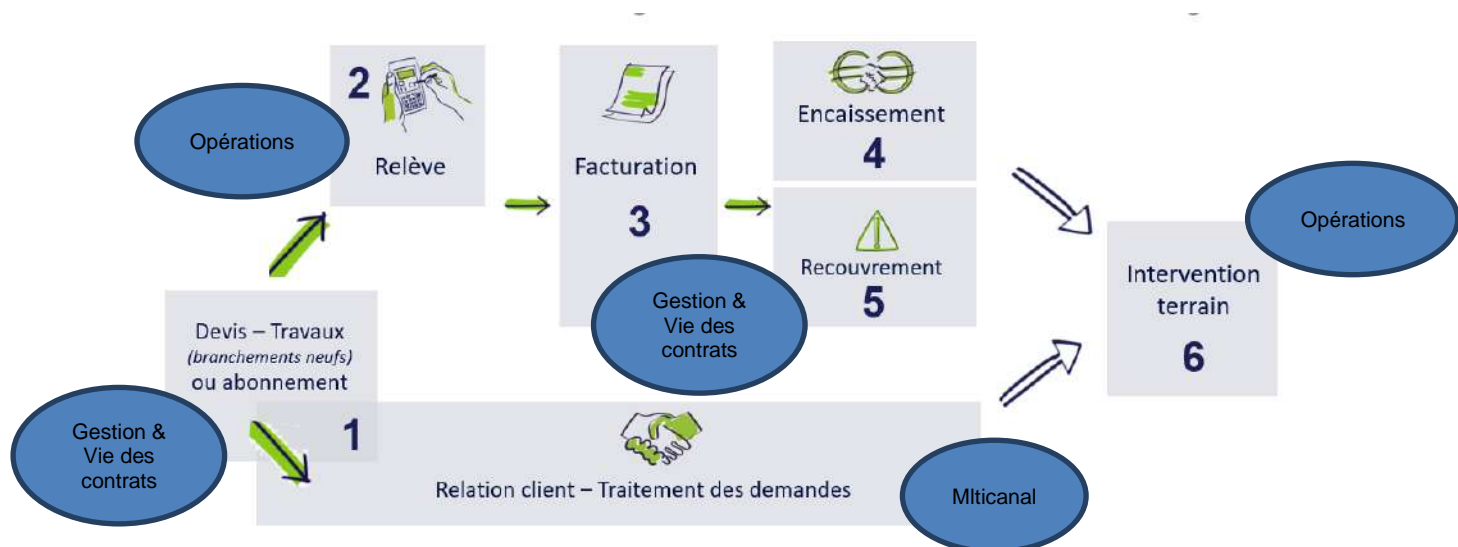 2
Relève
Opérations
Facturation
3
Encaissement
4
Recouvrement
5
Gestion &
Vie des
contrats
Opérations
Intervention
terrain
6
Devis – Travaux
(branchements neufs)
ou abonnement
1
Gestion &
Vie des
contrats
Relation client – Traitement des demandes
Mlticanal